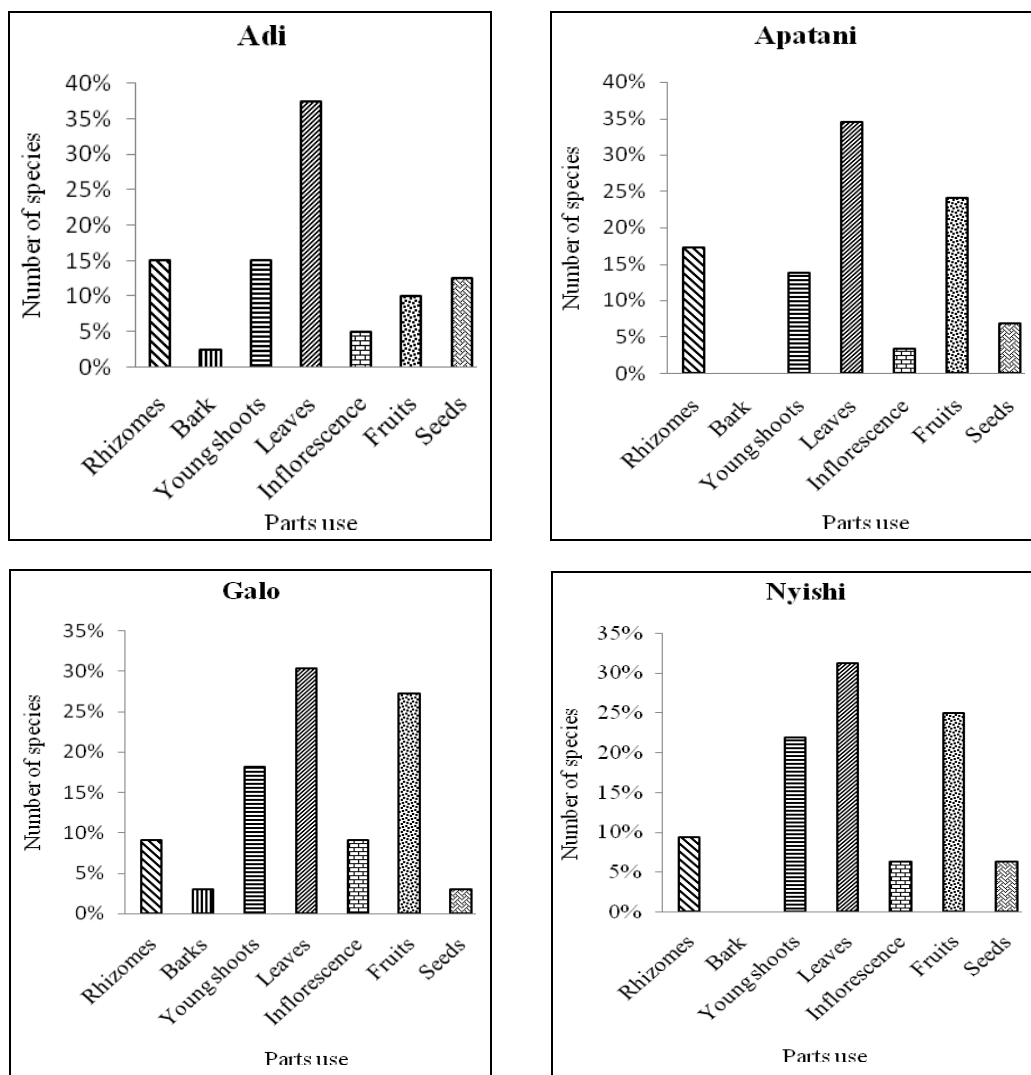 Adi
Number of species
40%
35%
30%
25%
20%
15%
10%
5%
0%
Rhizomes
Bark
Young shoots
Leaves
Inflorescence
Fruits
Seeds
Parts use
Apatani
Number of species
40%
35%
30%
25%
20%
15%
10%
5%
0%
Rhizomes
Bark
Young shoots
Leaves
Inflorescence
Fruits
Seeds
Parts use
Galo
Number of species
35%
30%
25%
20%
15%
10%
5%
0%
Rhizomes
Barks
Young shoots
Leaves
Inflorescence
Fruits
Seeds
Parts use
Nyishi
Number of species
35%
30%
25%
20%
15%
10%
5%
0%
Rhizomes
Bark
Young shoots
Leaves
Inflorescence
Fruits
Seeds
Parts use